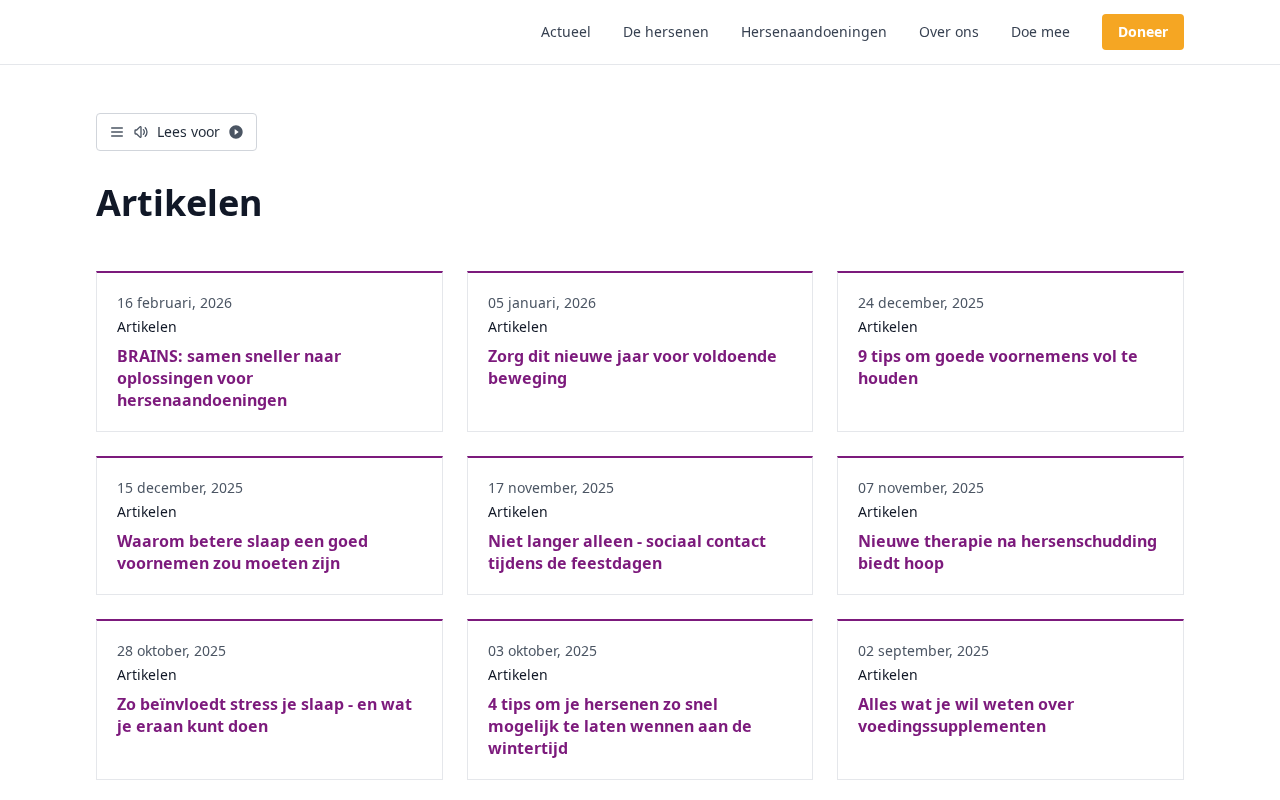 Actueel De hersenen Hersenaandoeningen Over ons Doe mee Doneer
Lees voor
Artikelen
16 februari, 2026
Artikelen
BRAINS: samen sneller naar
oplossingen voor
hersenaandoeningen
05 januari, 2026
Artikelen
Zorg dit nieuwe jaar voor voldoende
beweging
24 december, 2025
Artikelen
9 tips om goede voornemens vol te
houden
15 december, 2025
Artikelen
Waarom betere slaap een goed
voornemen zou moeten zijn
17 november, 2025
Artikelen
Niet langer alleen - sociaal contact
tijdens de feestdagen
07 november, 2025
Artikelen
Nieuwe therapie na hersenschudding
biedt hoop
28 oktober, 2025
Artikelen
Zo beïnvloedt stress je slaap - en wat
je eraan kunt doen
03 oktober, 2025
Artikelen
4 tips om je hersenen zo snel
mogelijk te laten wennen aan de
wintertijd
02 september, 2025
Artikelen
Alles wat je wil weten over
voedingssupplementen